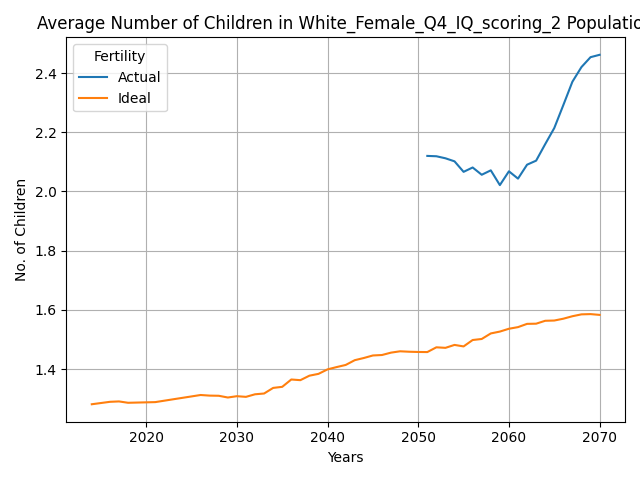 Average Number of Children in White_Female_Q4_IQ_scoring_2 Populatio
Fertility
Actual
Ideal
No. of Children
2.4
2.2
2.0
1.8
1.6
1.4
2020 2030 2040 2050 2060 2070
Years